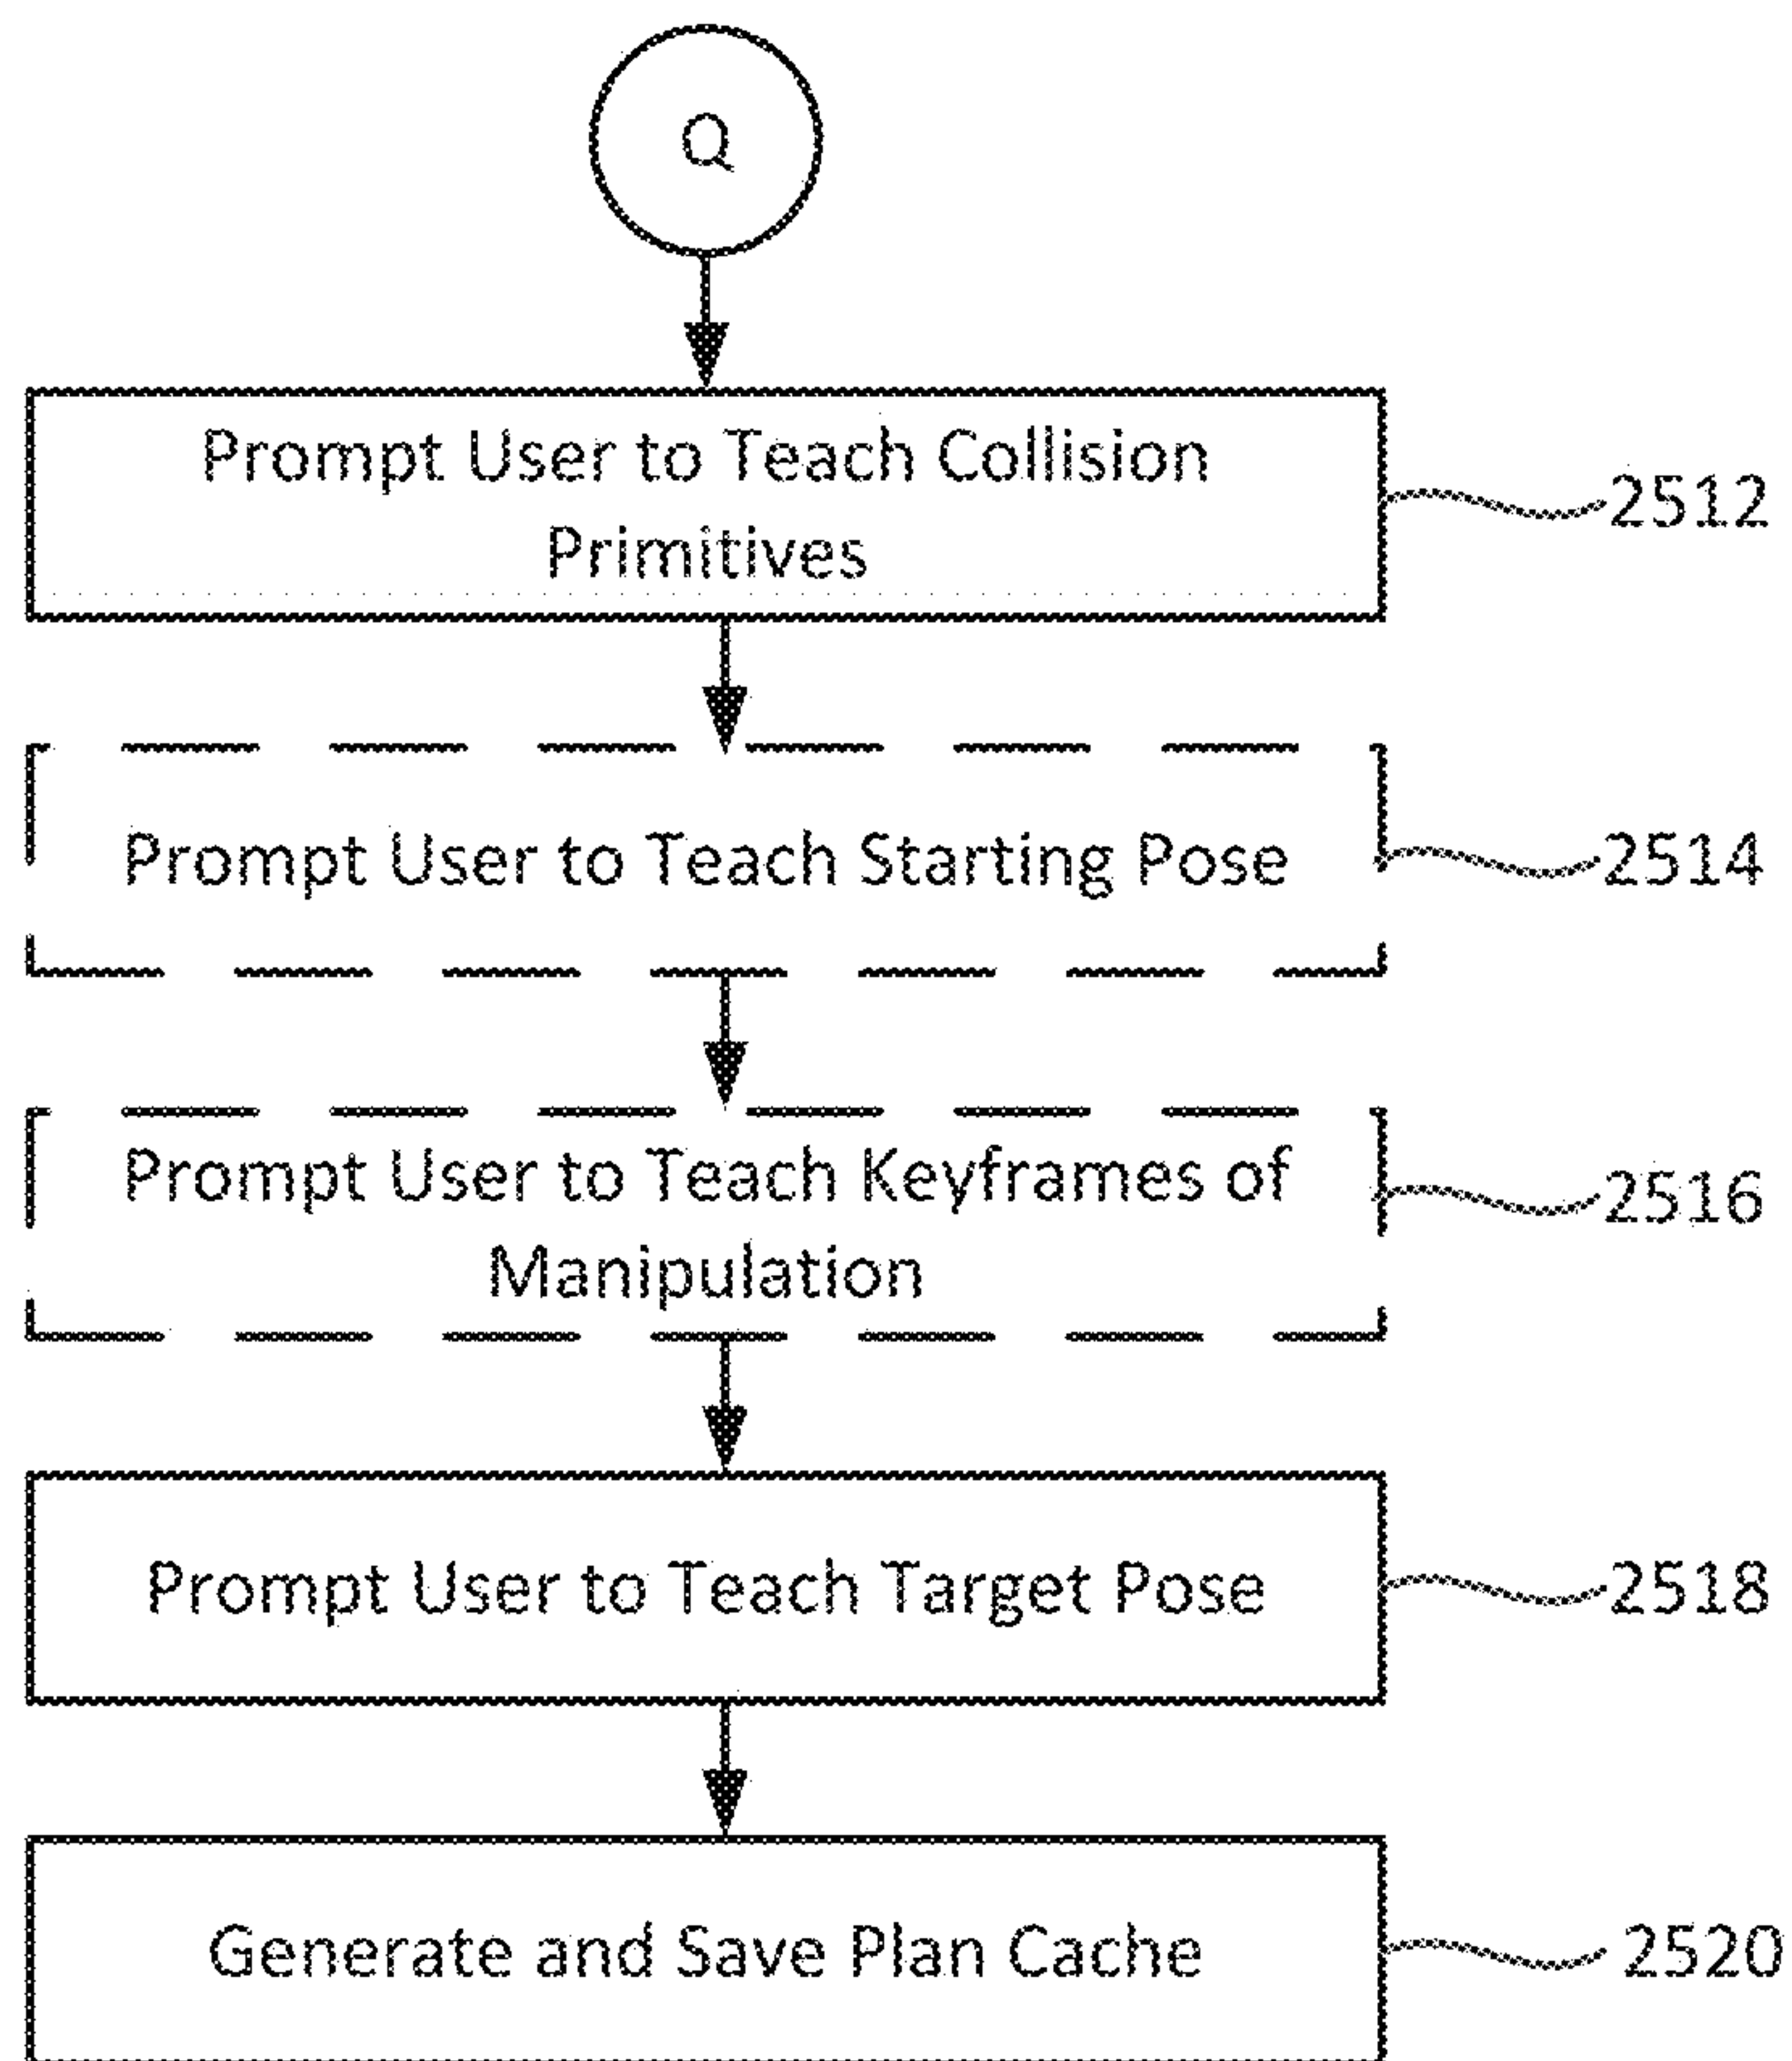 Q
Prompt User to Teach Collision
Primitives
2512
Prompt User to Teach Starting Pose
2514
Prompt User to Teach Keyframes of
Manipulation
2516
Prompt User to Teach Target Pose
2518
Generate and Save Plan Cache
2520